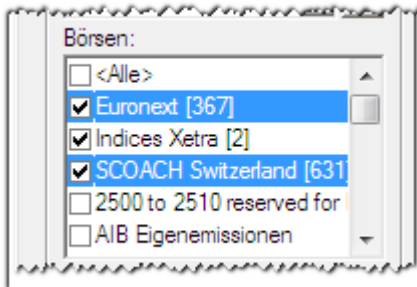 Börsen:
<Alle>
Euronext [367]
Indices Xetra [2]
SCOACH Switzerland [631]
2500 to 2510 reserved for
AIB Eigenemissionen